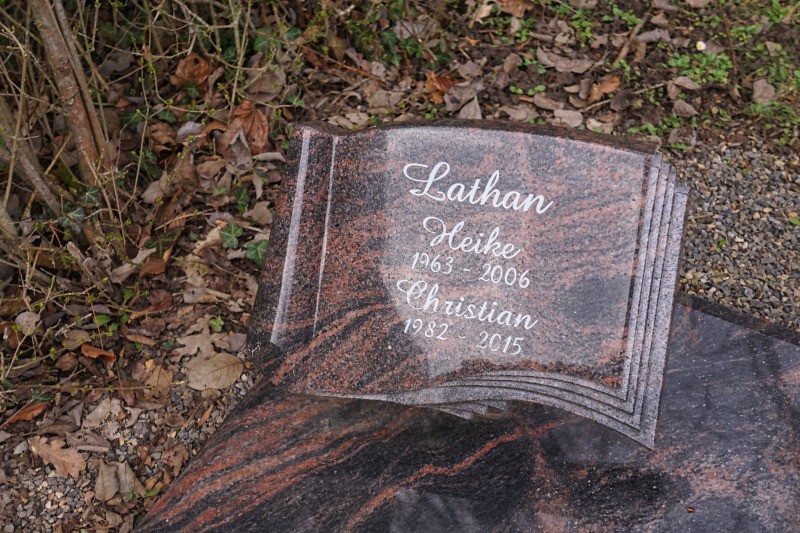 Lathan
Heike
1963 - 2006
Christian
1982 - 2015